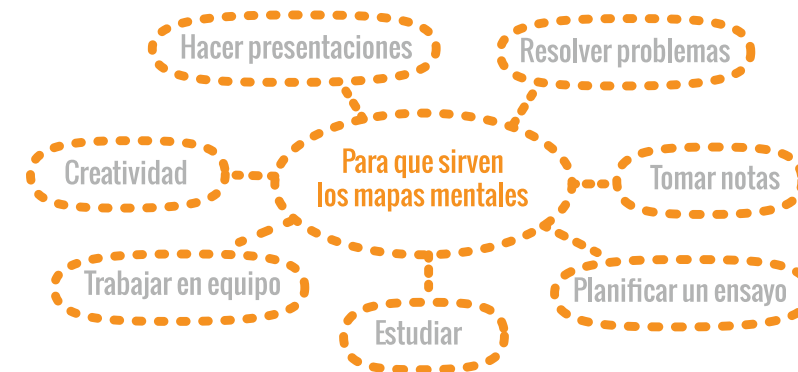 Hacer presentaciones
Resolver problemas
Para que sirven
los mapas mentales
Creatividad
Tomar notas
Trabajar en equipo
Planificar un ensayo
Estudiar